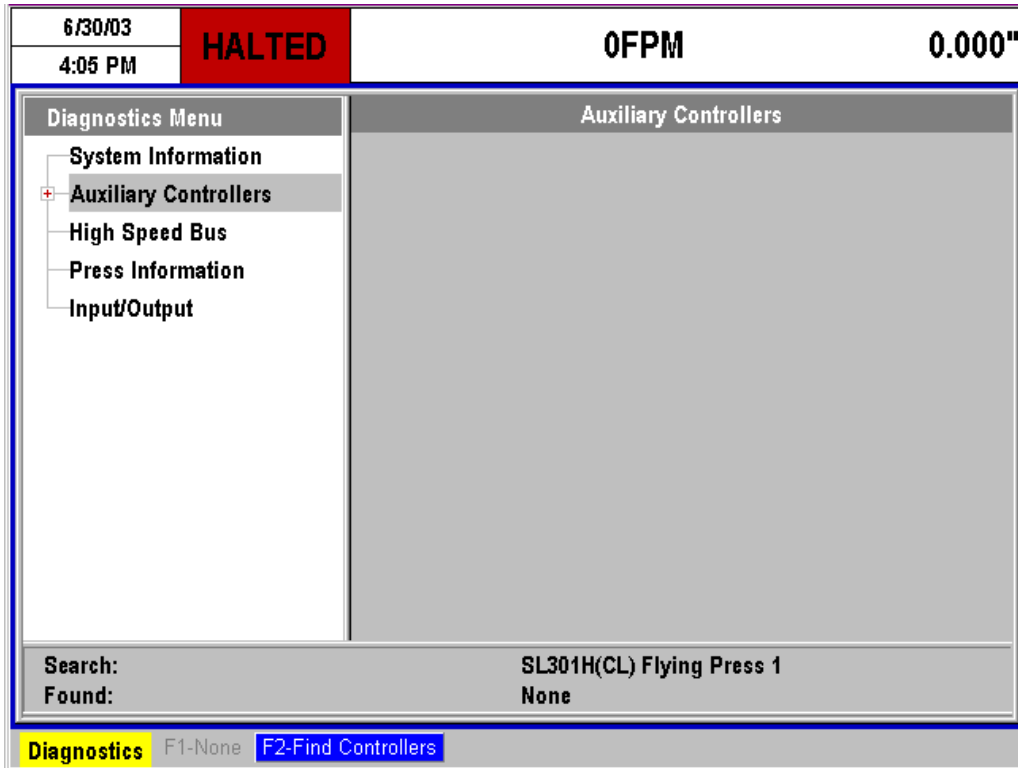 6/30/03
4:05 PM
HALTED
0FPM
0.000"
Diagnostics Menu
System Information
Auxiliary Controllers
High Speed Bus
Press Information
Input/Output
Auxiliary Controllers
Search: SL301H(CL) Flying Press 1
Found: None
Diagnostics F1-None F2-Find Controllers